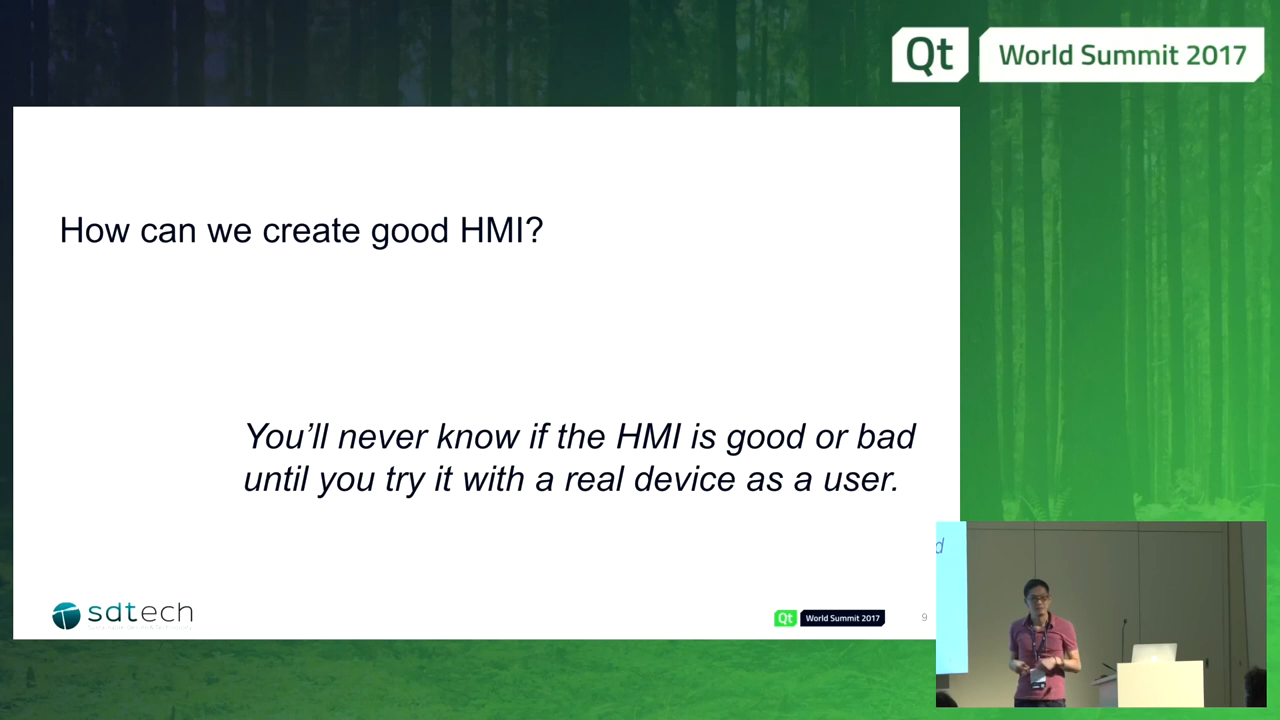 Qt World Summit 2017
How can we create good HMI?
You'll never know if the HMI is good or bad
until you try it with a real device as a user.
sdtech
Qt World Summit 2017
9
d